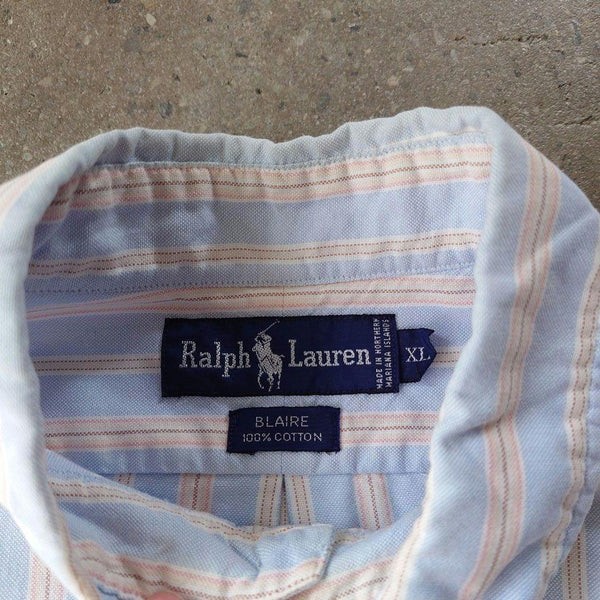 Ralph Lauren
MADE IN NORTHERN
MARIANA ISLANDS
XL
BLAIRE
100% COTTON